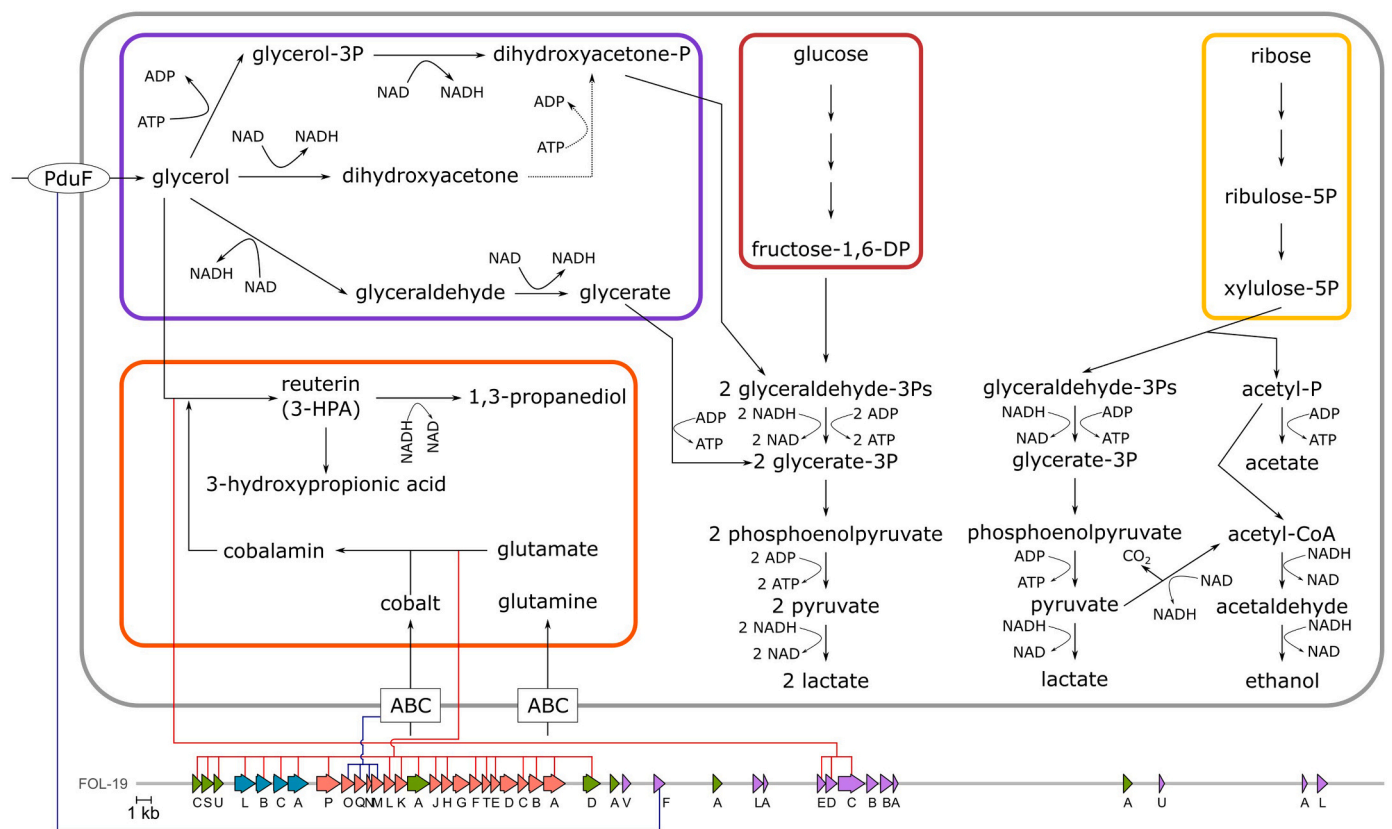 glycerol-3P
dihydroxyacetone-P
ADP
ATP
NAD
NADH
ADP
ATP
NAD
NADH
PduF
glycerol
dihydroxyacetone
NADH
NAD
NAD
NADH
glyceraldehyde
glycerate
glucose
fructose-1,6-DP
ribose
ribulose-5P
xylulose-5P
reuterin
(3-HPA)
1,3-propanediol
NADH
NAD
3-hydroxypropionic acid
cobalamin
glutamate
cobalt
glutamine
ABC
ABC
ADP
ATP
2 glyceraldehyde-3Ps
2 NADH
2 ADP
2 NAD
2 ATP
2 glycerate-3P
2 phosphoenolpyruvate
2 ADP
2 ATP
2 pyruvate
2 NADH
2 NAD
2 lactate
glyceraldehyde-3Ps
NADH
ADP
NAD
ATP
glycerate-3P
phosphoenolpyruvate
ADP
ATP
CO₂
pyruvate
NAD
NADH
NADH
NAD
lactate
acetyl-P
ADP
ATP
acetate
acetyl-CoA
NADH
NAD
acetaldehyde
NADH
NAD
ethanol
FOL-19
C S U L B C A P O Q N M L K A J H G F T E D C B A D A V F A L A E D C B B A A U A L
1 kb